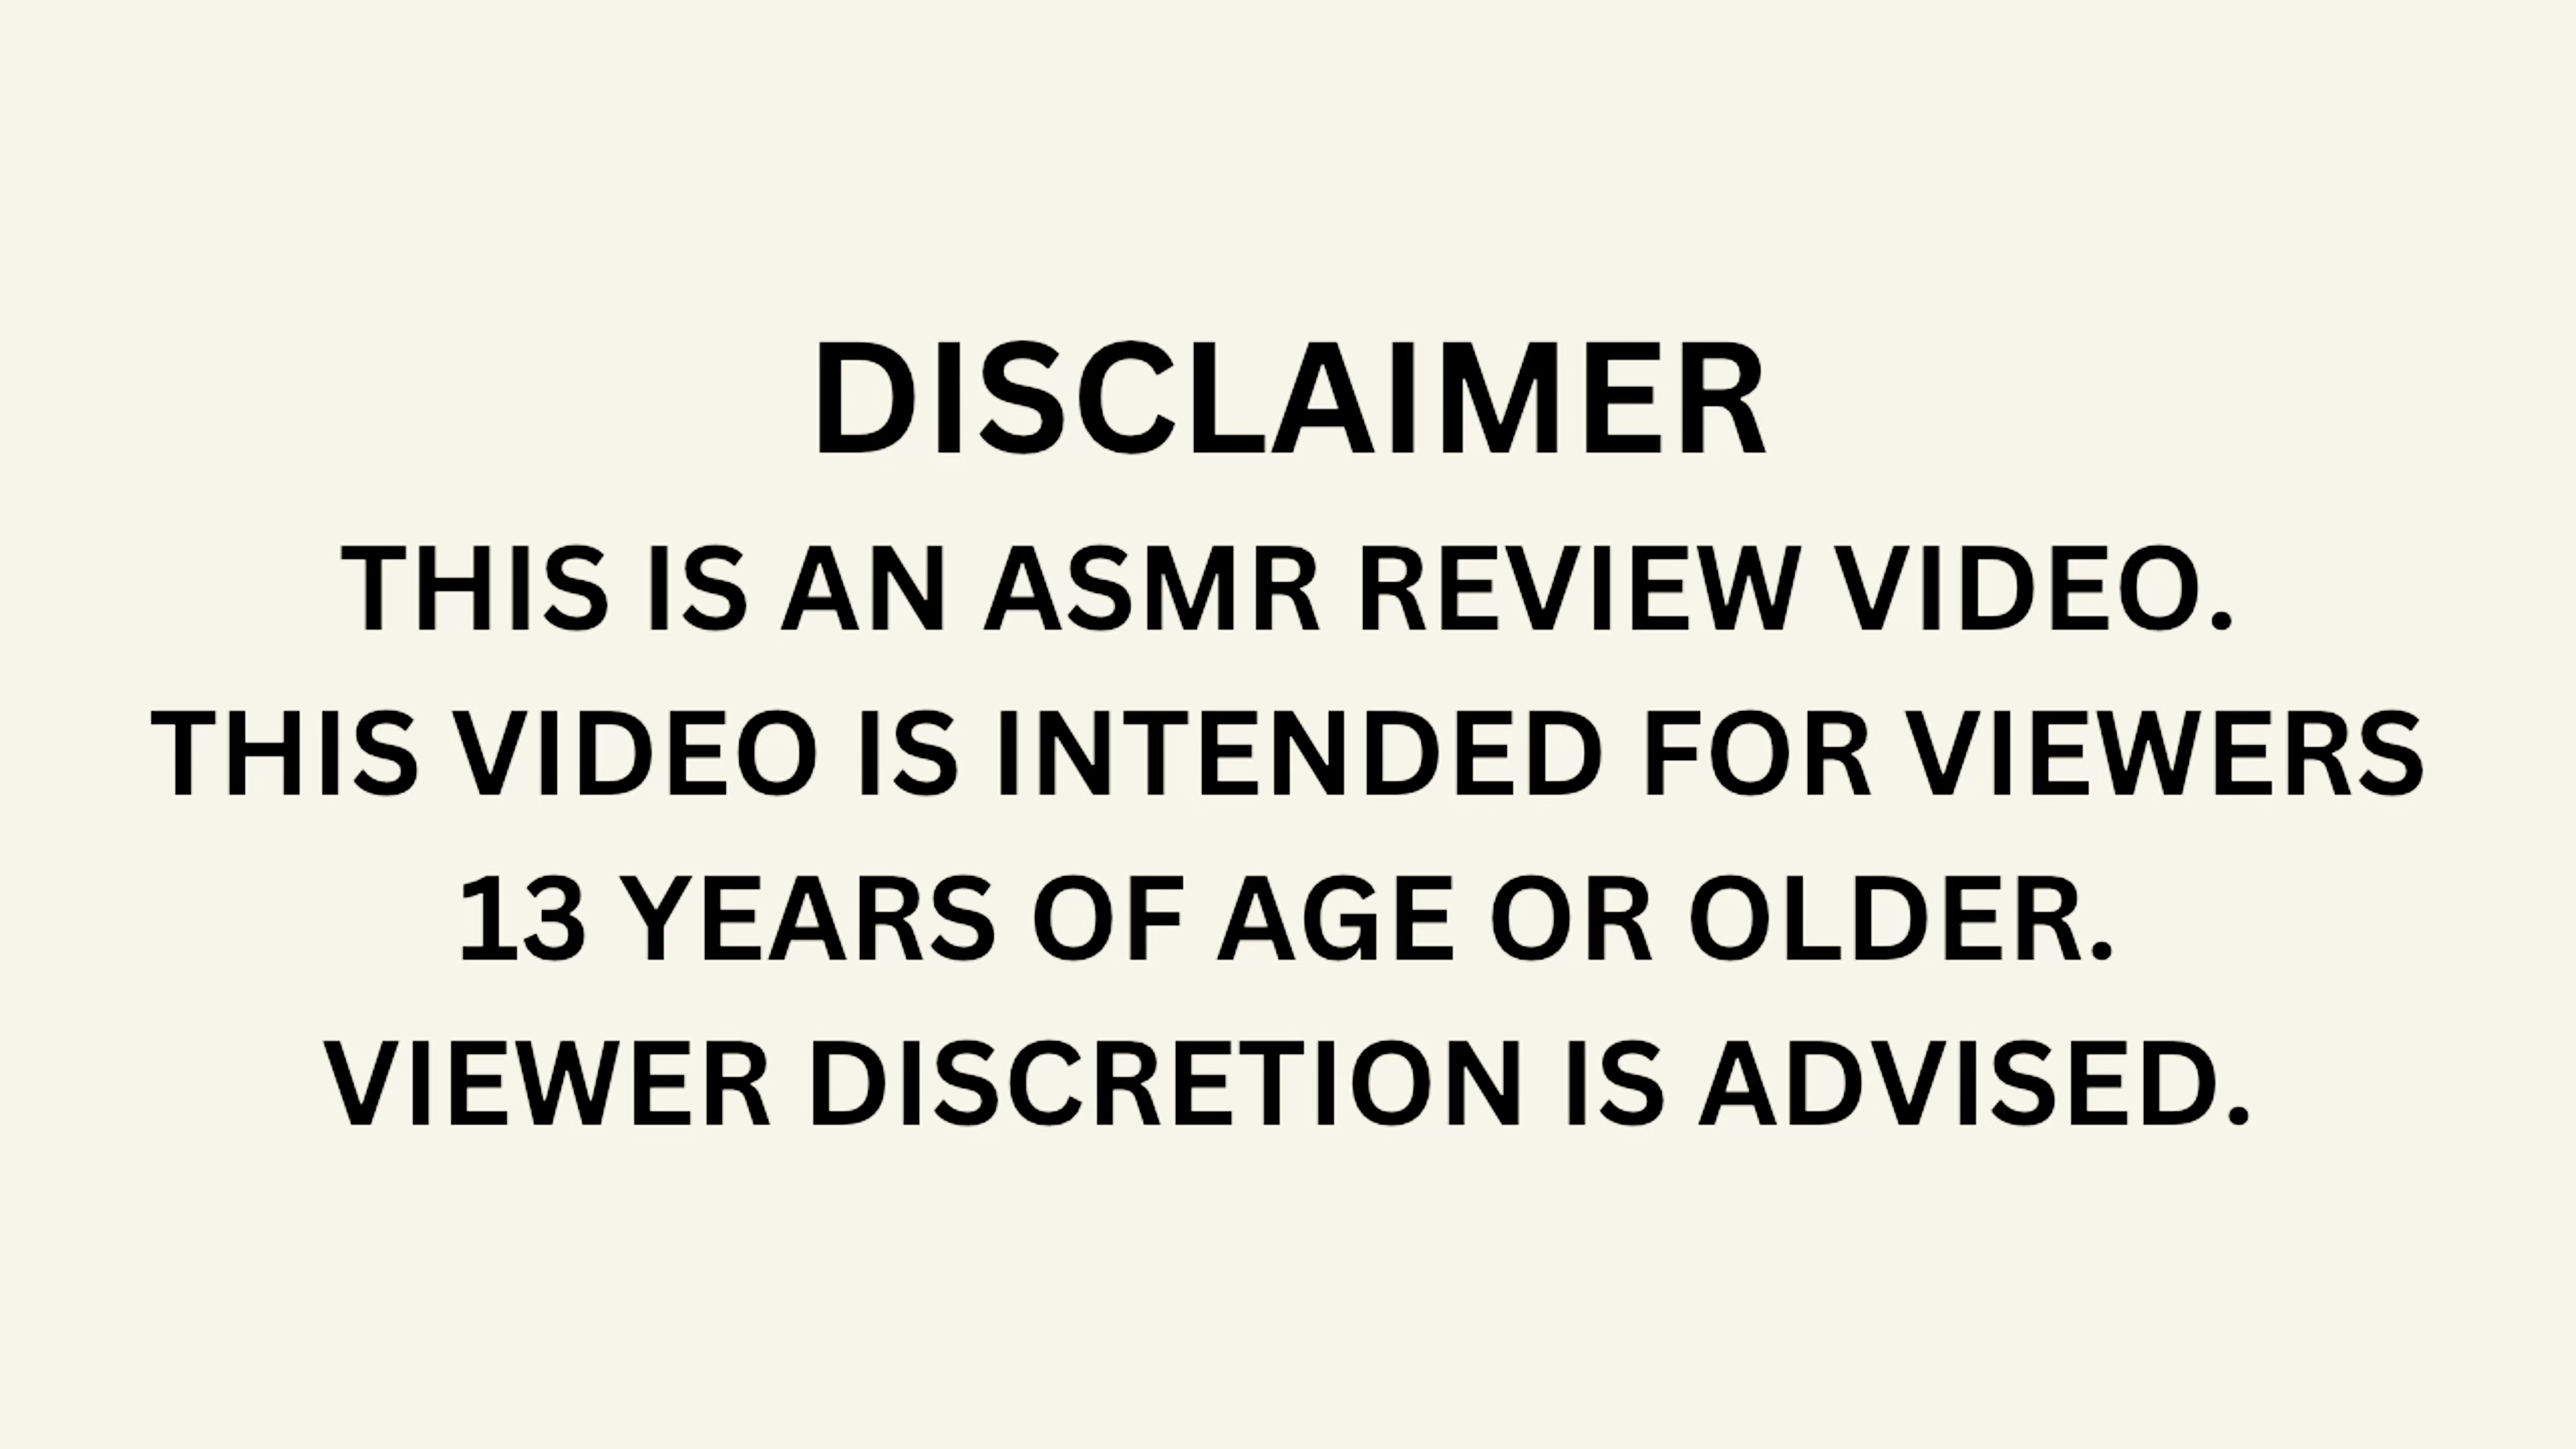 DISCLAIMER
THIS IS AN ASMR REVIEW VIDEO.
THIS VIDEO IS INTENDED FOR VIEWERS
13 YEARS OF AGE OR OLDER.
VIEWER DISCRETION IS ADVISED.